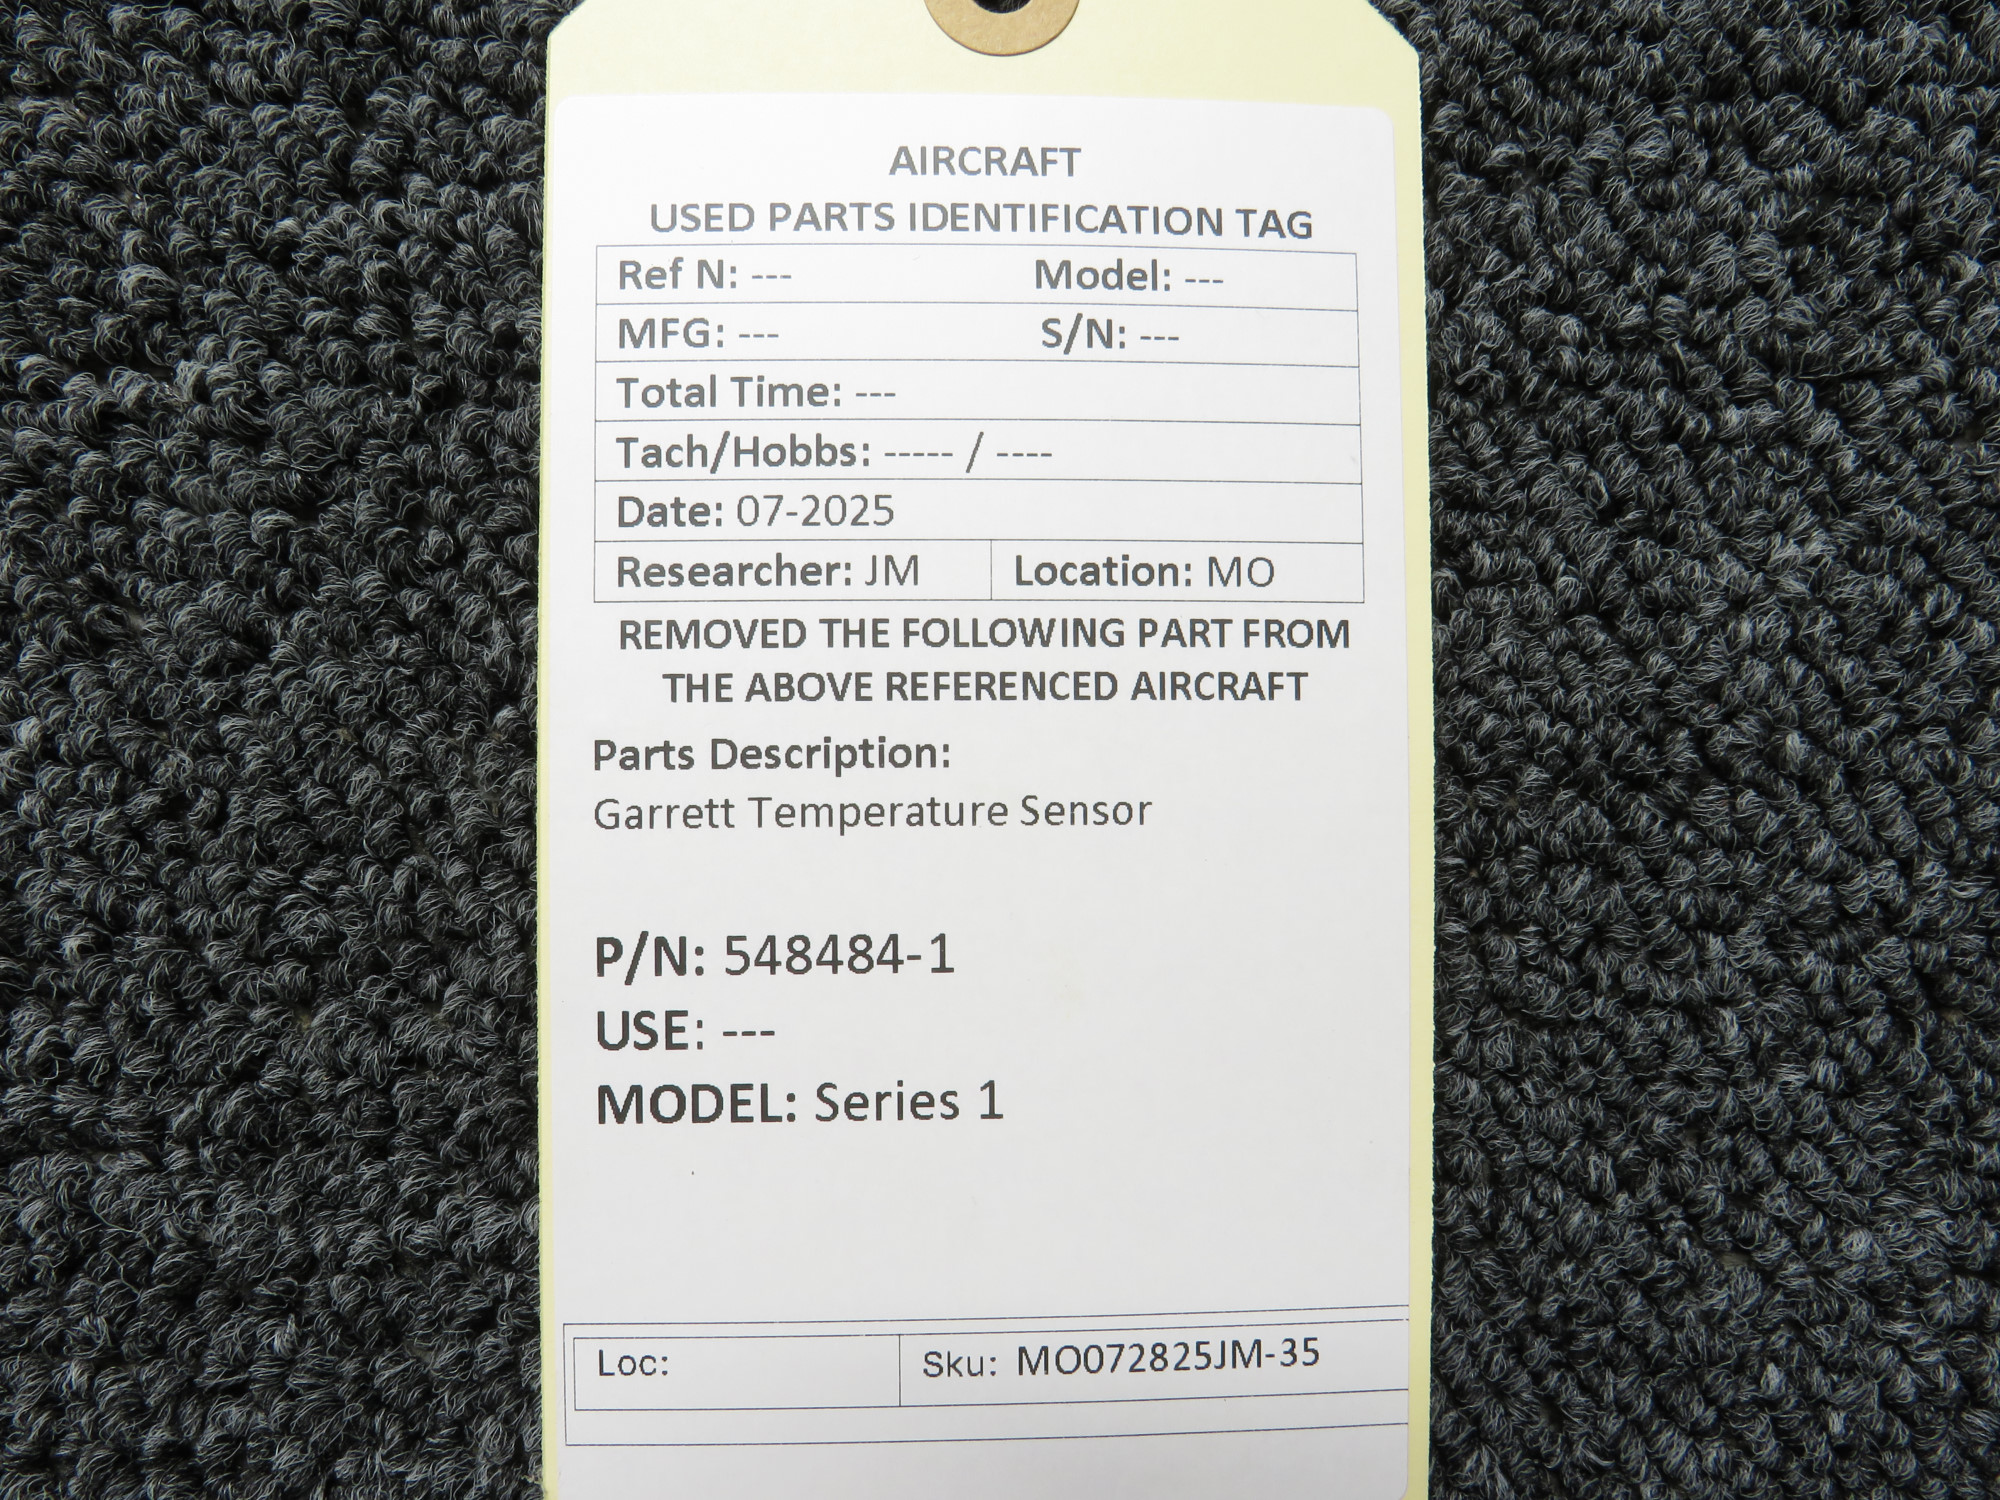 AIRCRAFT
USED PARTS IDENTIFICATION TAG
Ref N: --- Model: ---
MFG: --- S/N: ---
Total Time: ---
Tach/Hobbs: ----- / ----
Date: 07-2025
Researcher: JM Location: MO
REMOVED THE FOLLOWING PART FROM
THE ABOVE REFERENCED AIRCRAFT
Parts Description:
Garrett Temperature Sensor
P/N: 548484-1
USE: ---
MODEL: Series 1
Loc: Sku: MO072825JM-35